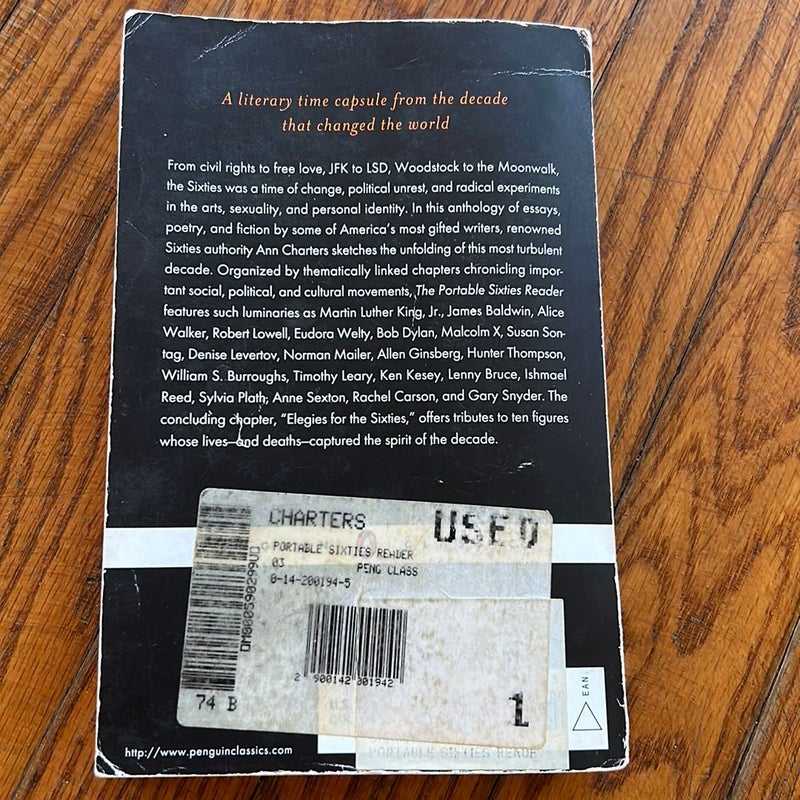 A literary time capsule from the decade
that changed the world
From civil rights to free love, JFK to LSD, Woodstock to the Moonwalk,
the Sixties was a time of change, political unrest, and radical experiments
in the arts, sexuality, and personal identity. In this anthology of essays,
poetry, and fiction by some of America's most gifted writers, renowned
Sixties authority Ann Charters sketches the unfolding of this most turbulent
decade. Organized by thematically linked chapters chronicling impor-
tant social, political, and cultural movements, The Portable Sixties Reader
features such luminaries as Martin Luther King, Jr., James Baldwin, Alice
Walker, Robert Lowell, Eudora Welty, Bob Dylan, Malcolm X, Susan Son-
tag, Denise Levertov, Norman Mailer, Allen Ginsberg, Hunter Thompson,
William S. Burroughs, Timothy Leary, Ken Kesey, Lenny Bruce, Ishmael
Reed, Sylvia Plath, Anne Sexton, Rachel Carson, and Gary Snyder. The
concluding chapter, "Elegies for the Sixties," offers tributes to ten figures
whose lives—and deaths—captured the spirit of the decade.
CHARTERS USED
PORTABLE SIXTIES READER
03 PENG CLASS
0-14-200194-5
2 900142 001942
74 B
1
EAN
http://www.penguinclassics.com
PORTABLE SIXTIES READE